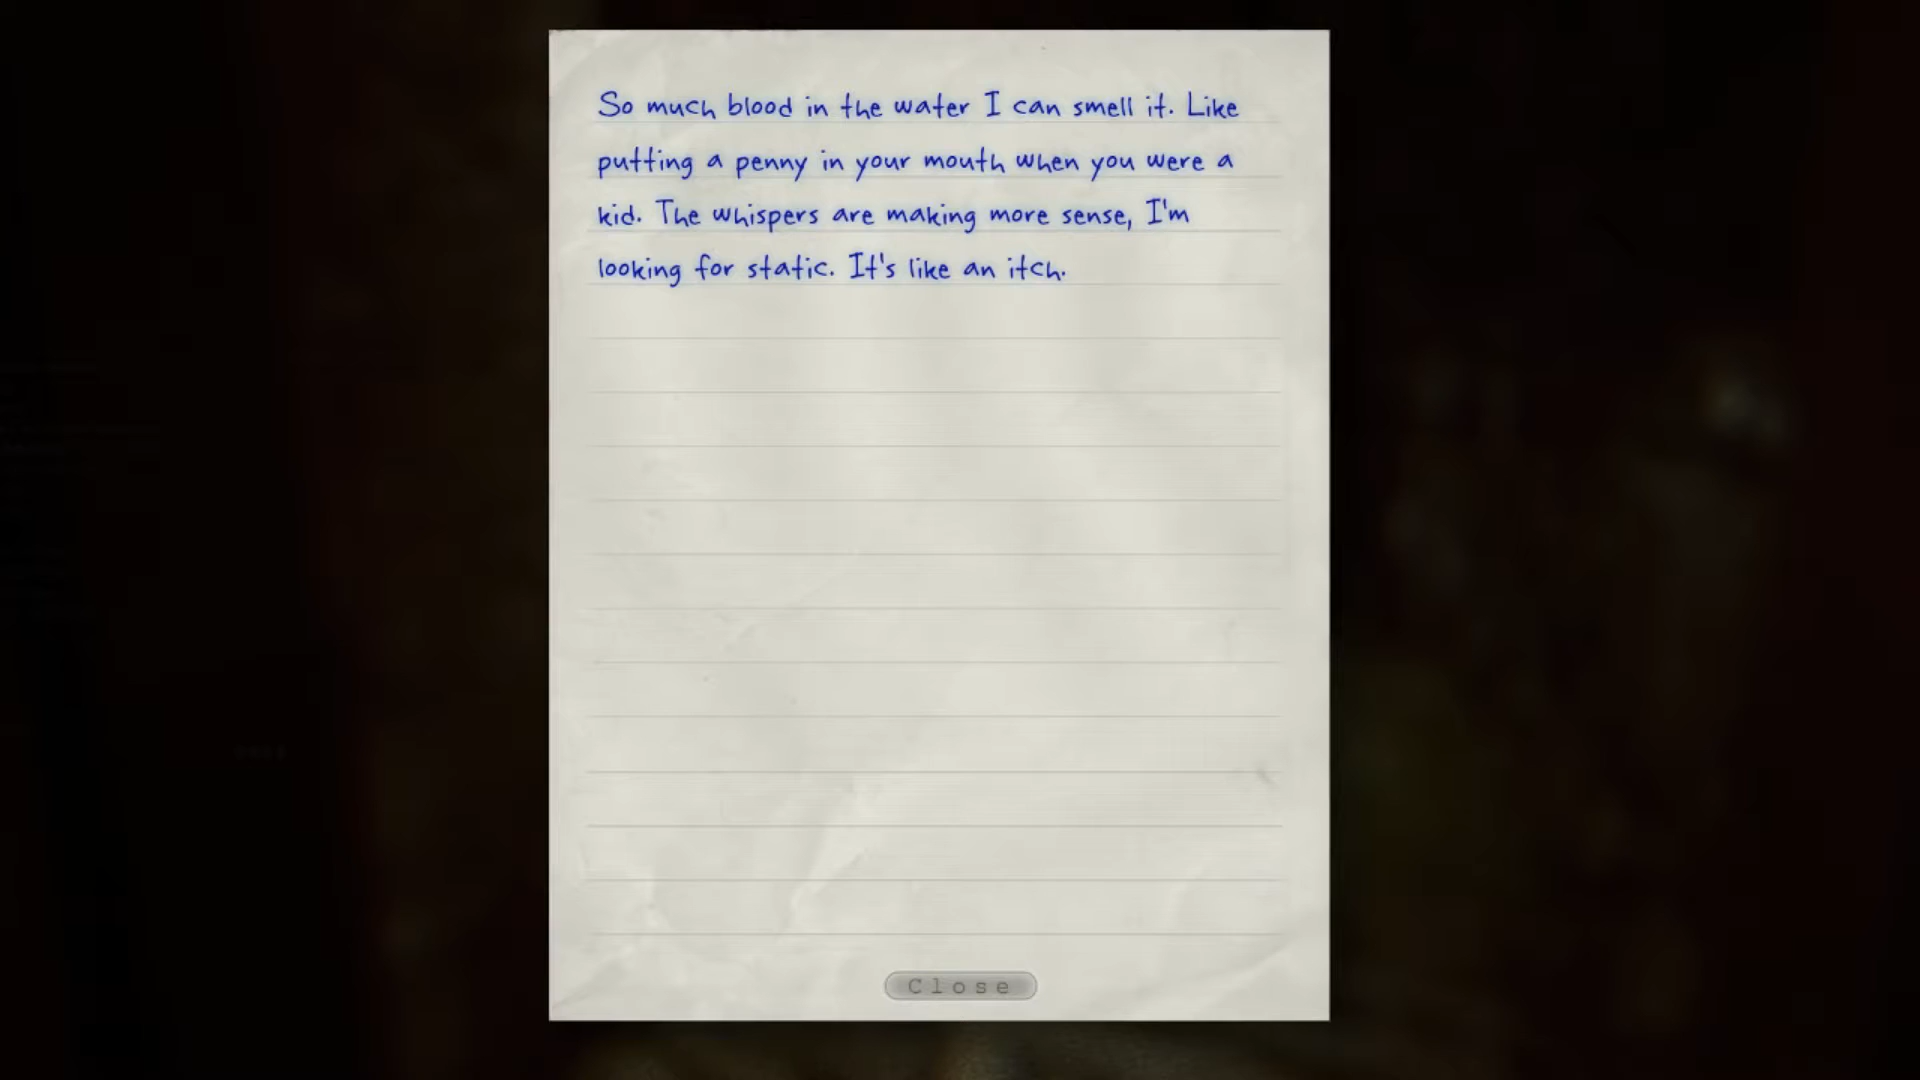 So much blood in the water I can smell it. Like
putting a penny in your mouth when you were a
kid. The whispers are making more sense, I'm
looking for static. It's like an itch.
Close